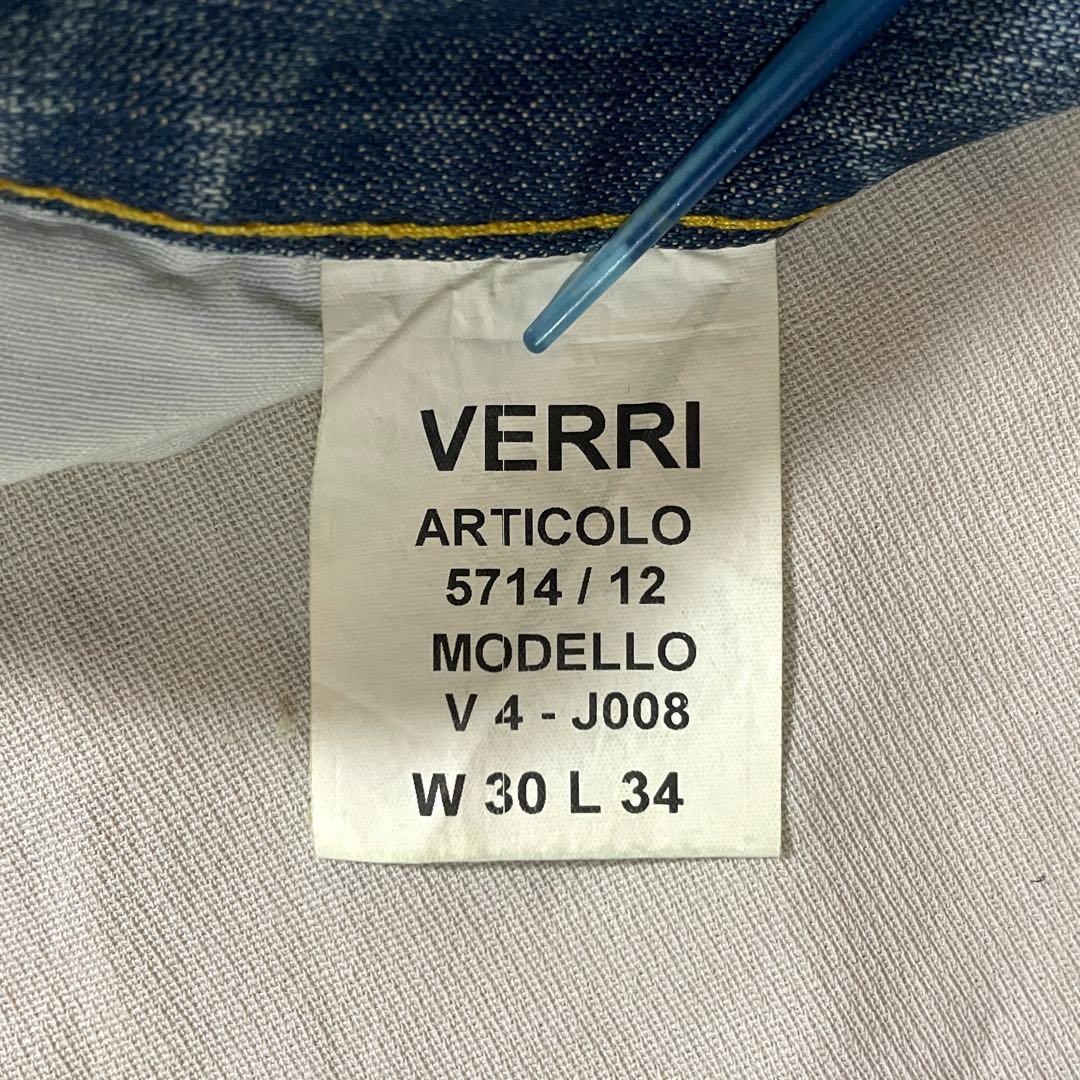 VERRI
ARTICOLO
5714 / 12
MODELLO
V 4 - J008
W 30 L 34